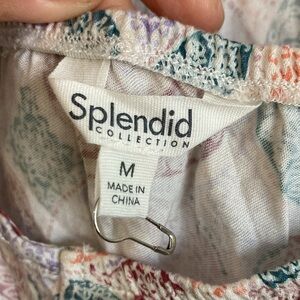 Splendid
COLLECTION
M
MADE IN
CHINA